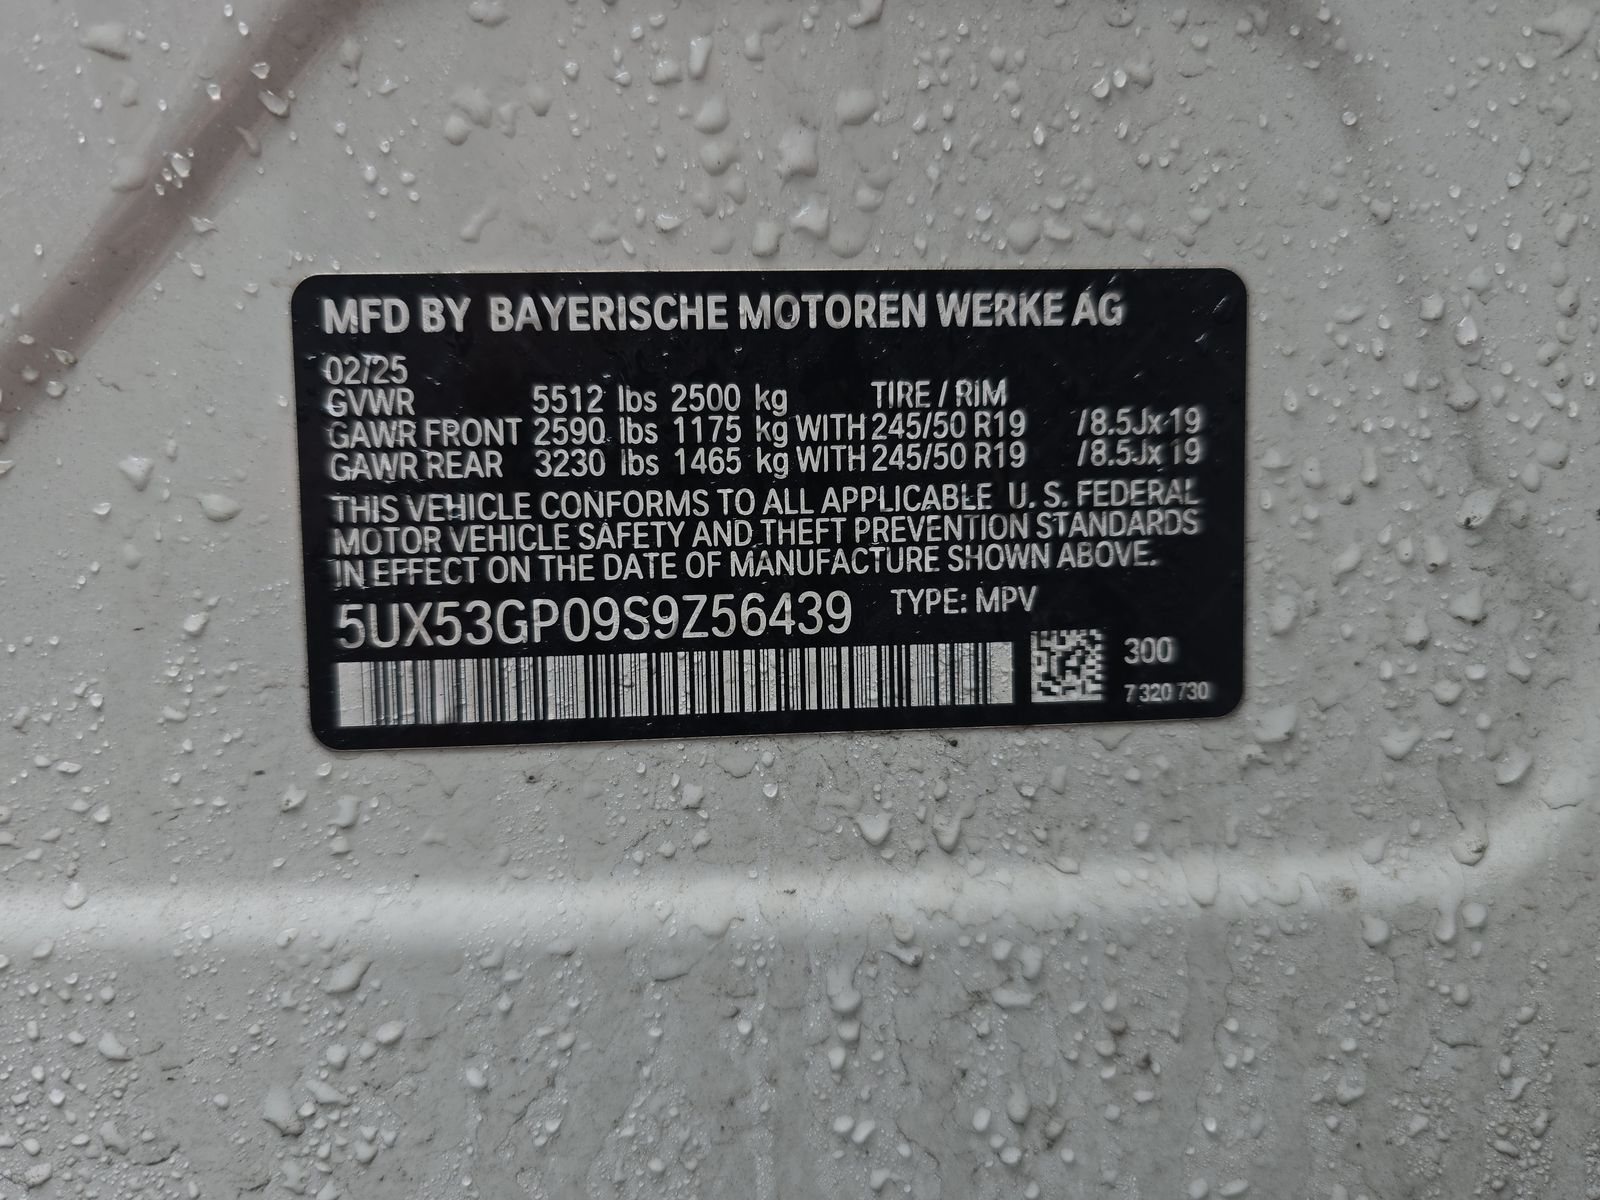 MFD BY BAYERISCHE MOTOREN WERKE AG
02/25
GVWR 5512 lbs 2500 kg TIRE / RIM
GAWR FRONT 2590 lbs 1175 kg WITH 245/50 R19 /8.5Jx19
GAWR REAR 3230 lbs 1465 kg WITH 245/50 R19 /8.5Jx19
THIS VEHICLE CONFORMS TO ALL APPLICABLE U. S. FEDERAL
MOTOR VEHICLE SAFETY AND THEFT PREVENTION STANDARDS
IN EFFECT ON THE DATE OF MANUFACTURE SHOWN ABOVE.
5UX53GP09S9Z56439 TYPE: MPV
300
7 320 730